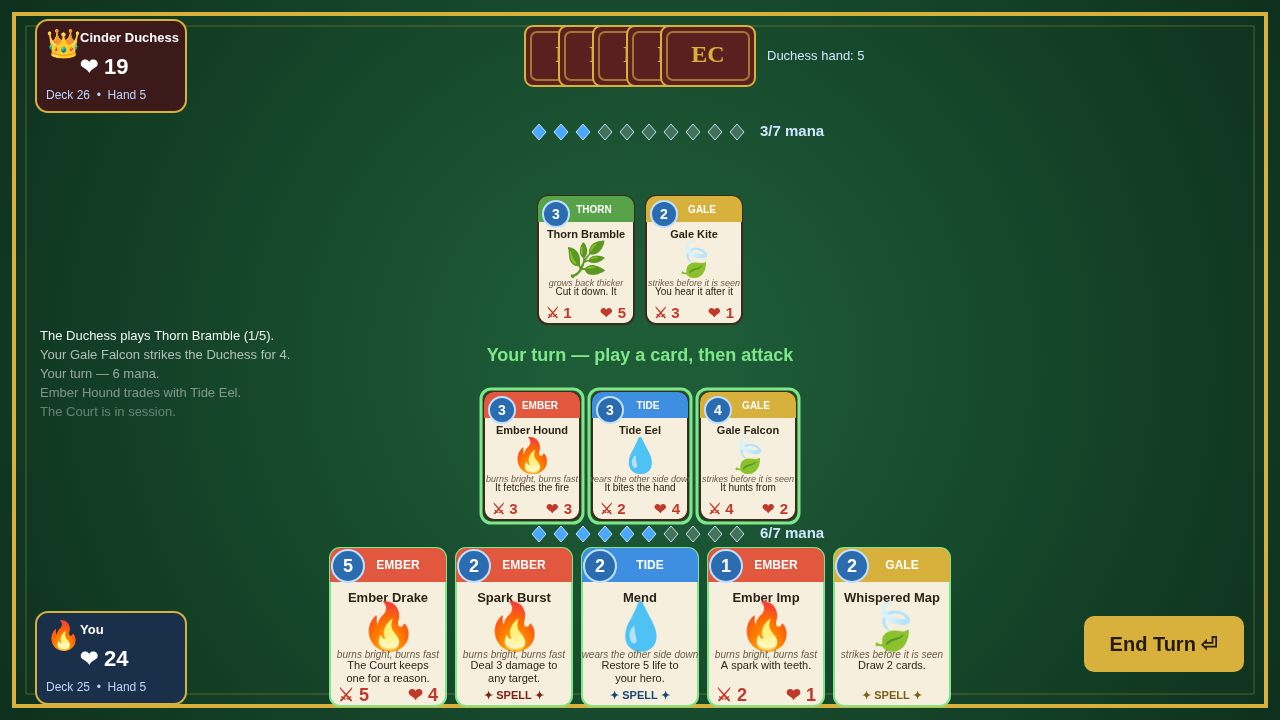 Cinder Duchess
❤ 19
Deck 26 • Hand 5
EC
Duchess hand: 5
3/7 mana
3 THORN
Thorn Bramble
grows back thicker
Cut it down. It
⚔ 1 ❤ 5
2 GALE
Gale Kite
strikes before it is seen
You hear it after it
⚔ 3 ❤ 1
The Duchess plays Thorn Bramble (1/5).
Your Gale Falcon strikes the Duchess for 4.
Your turn — 6 mana.
Ember Hound trades with Tide Eel.
The Court is in session.
Your turn — play a card, then attack
3 EMBER
Ember Hound
burns bright, burns fast
It fetches the fire
⚔ 3 ❤ 3
3 TIDE
Tide Eel
wears the other side down
It bites the hand
⚔ 2 ❤ 4
4 GALE
Gale Falcon
strikes before it is seen
It hunts from
⚔ 4 ❤ 2
6/7 mana
You
❤ 24
Deck 25 • Hand 5
5 EMBER
Ember Drake
burns bright, burns fast
The Court keeps
one for a reason.
⚔ 5 ❤ 4
2 EMBER
Spark Burst
burns bright, burns fast
Deal 3 damage to
any target.
✦ SPELL ✦
2 TIDE
Mend
wears the other side down
Restore 5 life to
your hero.
✦ SPELL ✦
1 EMBER
Ember Imp
burns bright, burns fast
A spark with teeth.
⚔ 2 ❤ 1
2 GALE
Whispered Map
strikes before it is seen
Draw 2 cards.
✦ SPELL ✦
End Turn ⏎